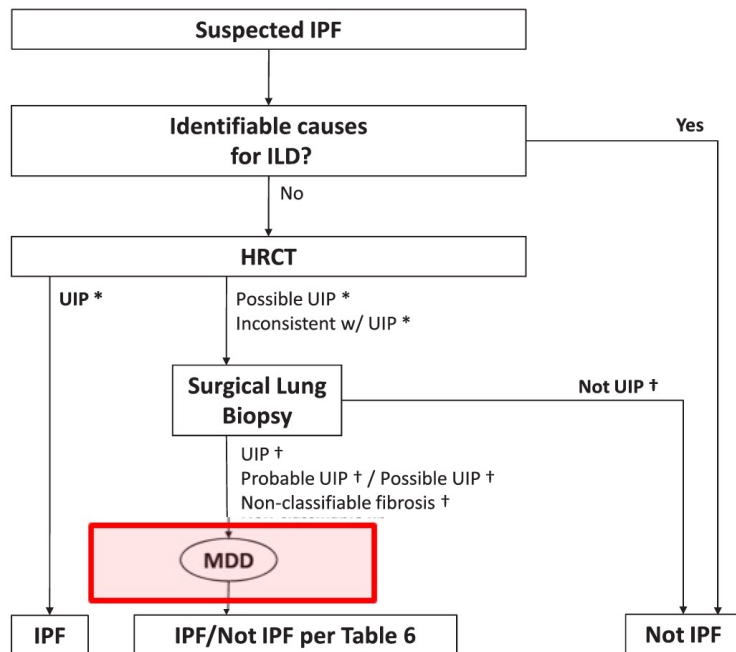 Suspected IPF
Identifiable causes
for ILD?
Yes
No
HRCT
UIP *
Possible UIP *
Inconsistent w/ UIP *
Surgical Lung
Biopsy
Not UIP †
UIP †
Probable UIP † / Possible UIP †
Non-classifiable fibrosis †
MDD
IPF
IPF/Not IPF per Table 6
Not IPF